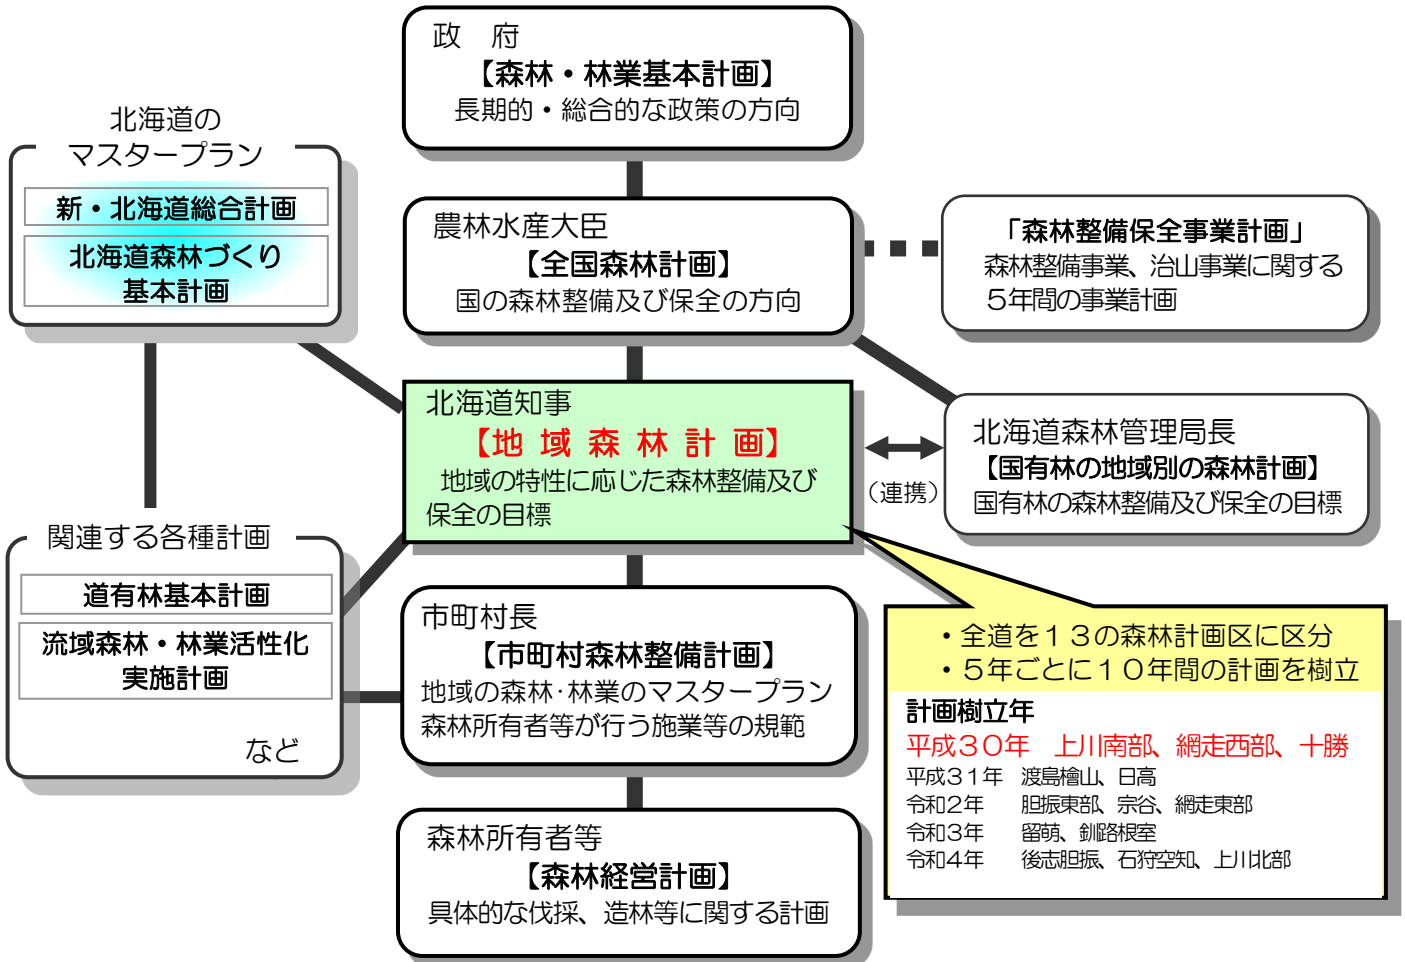 政　府
【森林・林業基本計画】
長期的・総合的な政策の方向
北海道の
マスタープラン
新・北海道総合計画
北海道森林づくり
基本計画
農林水産大臣
【全国森林計画】
国の森林整備及び保全の方向
「森林整備保全事業計画」
森林整備事業、治山事業に関する
５年間の事業計画
北海道知事
【地 域 森 林 計 画】
地域の特性に応じた森林整備及び
保全の目標
（連携）
北海道森林管理局長
【国有林の地域別の森林計画】
国有林の森林整備及び保全の目標
関連する各種計画
道有林基本計画
流域森林・林業活性化
実施計画
など
市町村長
【市町村森林整備計画】
地域の森林・林業のマスタープラン
森林所有者等が行う施業等の規範
・全道を１３の森林計画区に区分
・５年ごとに１０年間の計画を樹立
計画樹立年
平成３０年　上川南部、網走西部、十勝
平成３１年　渡島檜山、日高
令和２年　胆振東部、宗谷、網走東部
令和３年　留萌、釧路根室
令和４年　後志胆振、石狩空知、上川北部
森林所有者等
【森林経営計画】
具体的な伐採、造林等に関する計画